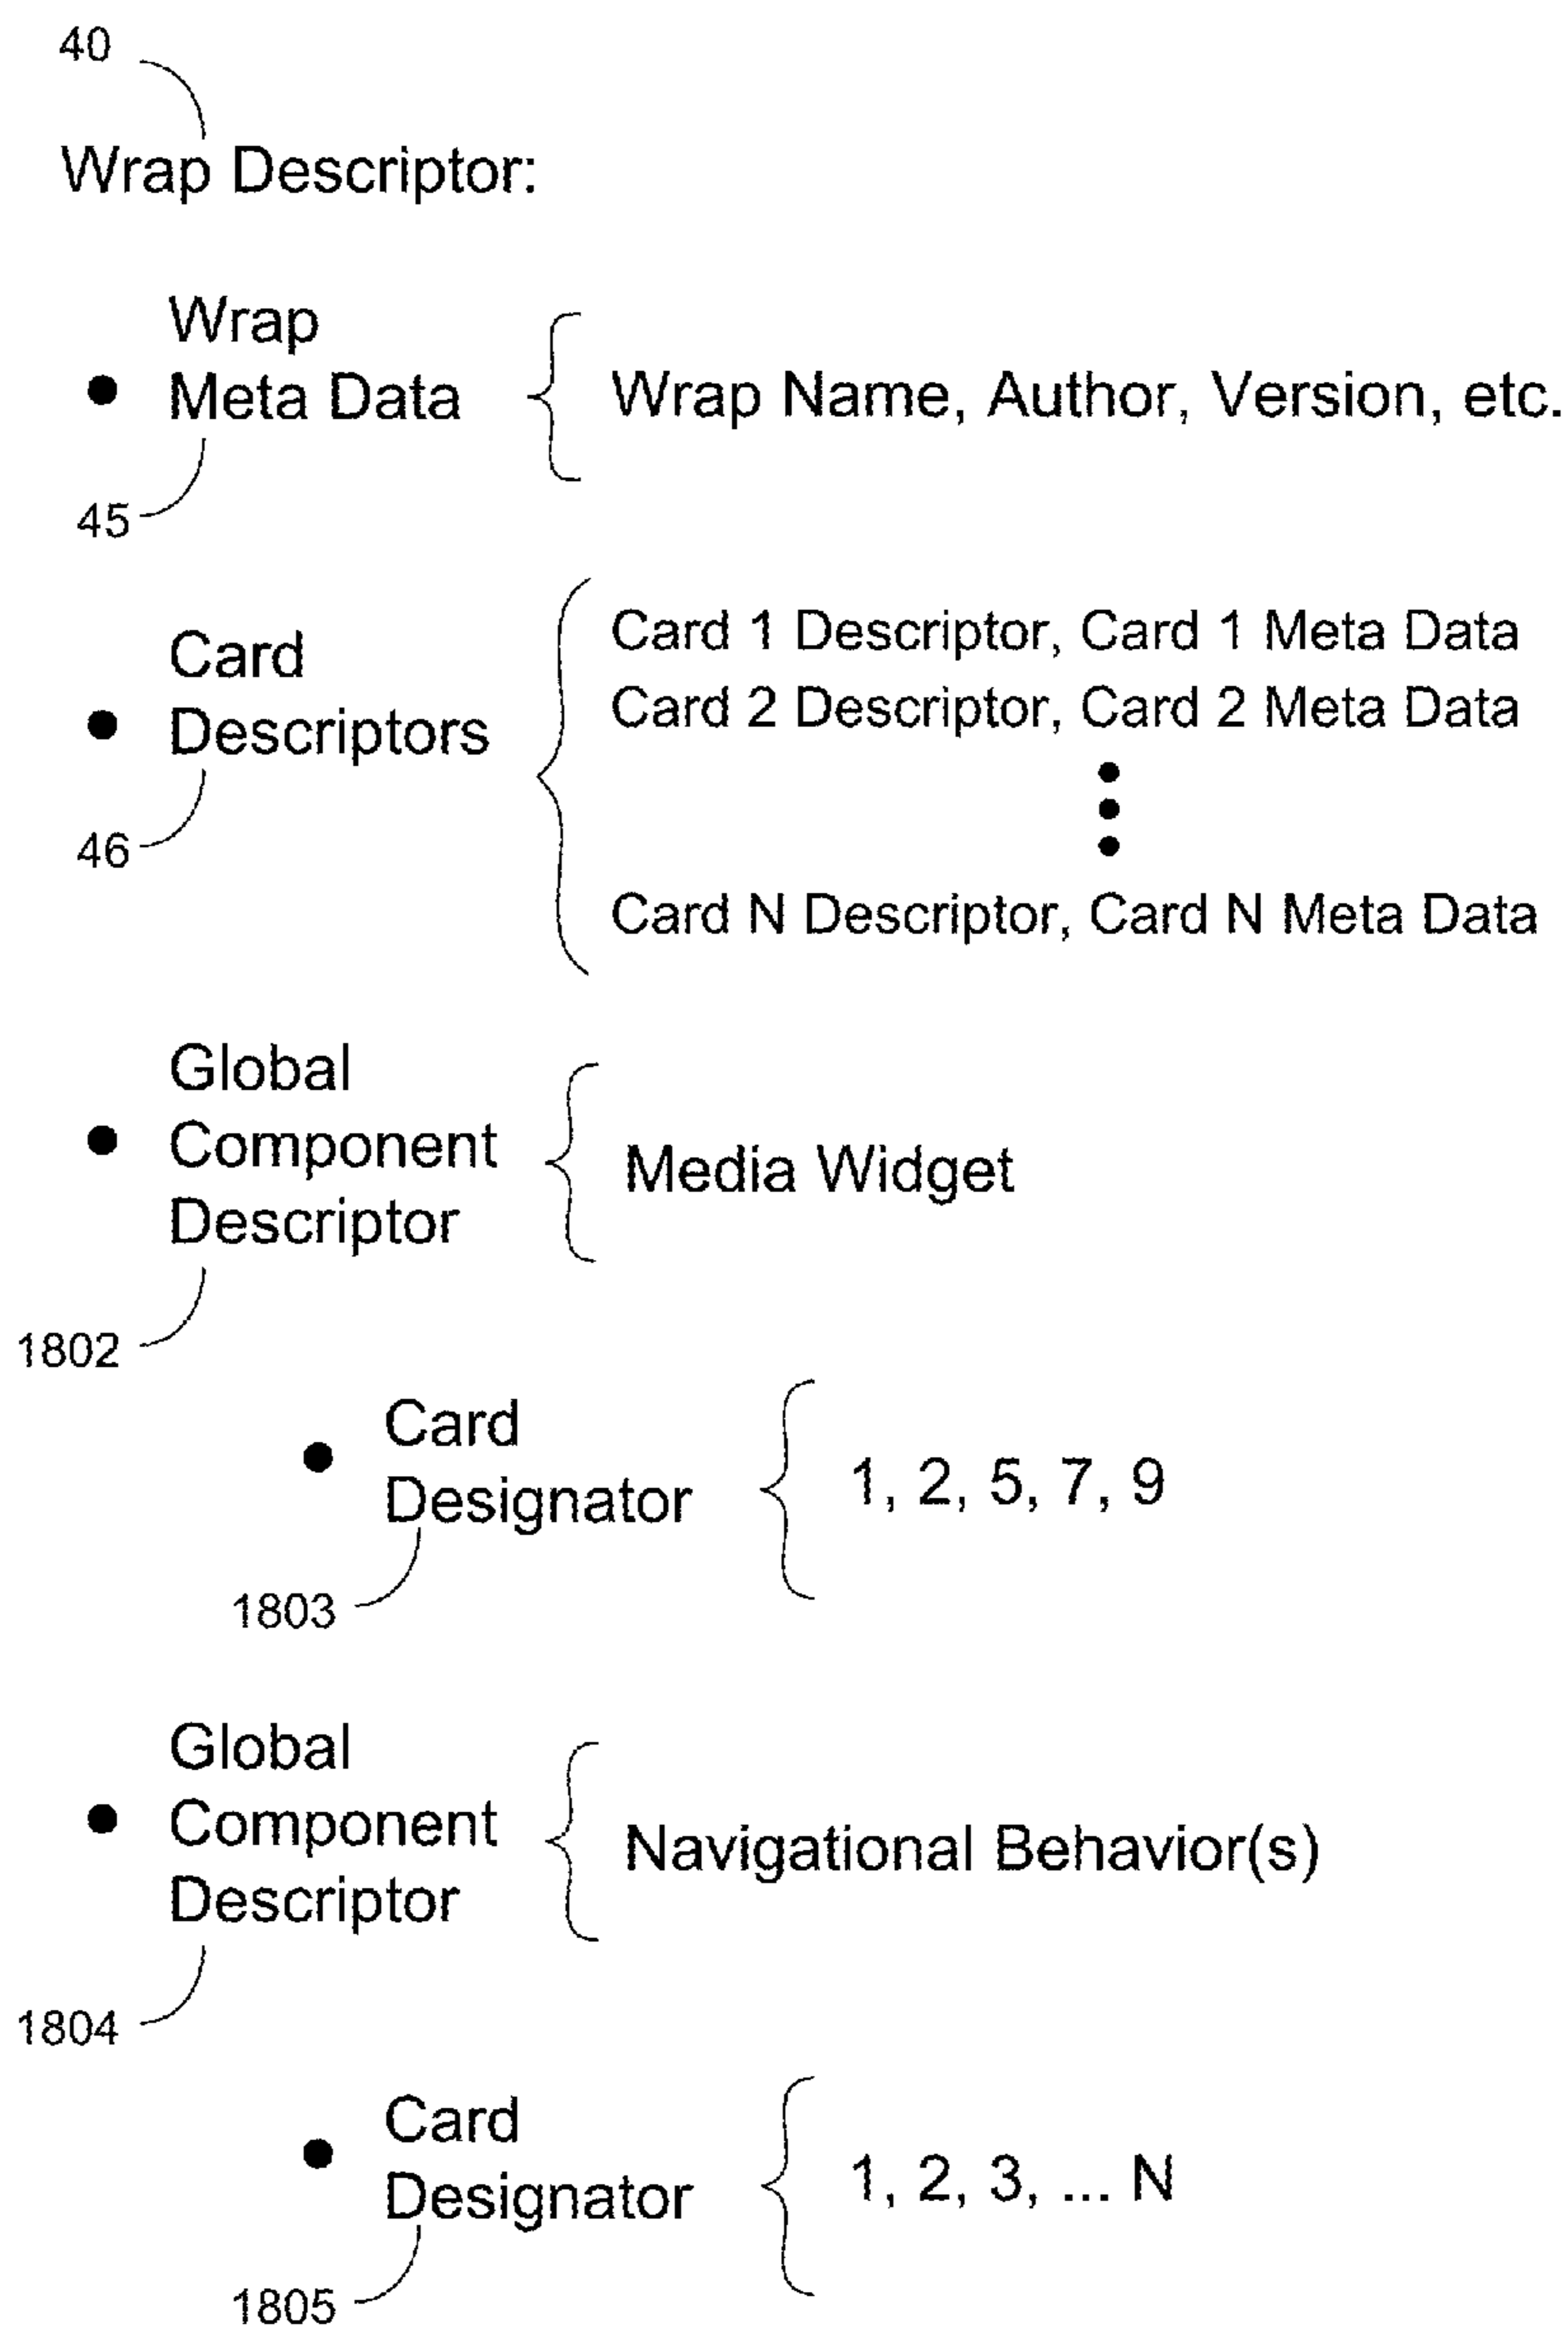 40
Wrap Descriptor:
Wrap
Meta Data
Wrap Name, Author, Version, etc.
45
Card
Descriptors
Card 1 Descriptor, Card 1 Meta Data
Card 2 Descriptor, Card 2 Meta Data
Card N Descriptor, Card N Meta Data
46
Global
Component
Descriptor
Media Widget
1802
Card
Designator
1, 2, 5, 7, 9
1803
Global
Component
Descriptor
Navigational Behavior(s)
1804
Card
Designator
1, 2, 3, ... N
1805